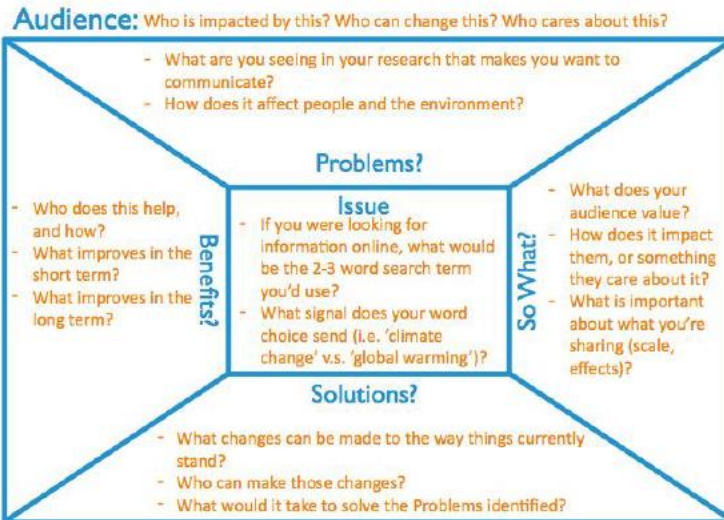 Audience: Who is impacted by this? Who can change this? Who cares about this?
- What are you seeing in your research that makes you want to
communicate?
- How does it affect people and the environment?
Problems?
- Who does this help,
and how?
- What improves in the
short term?
- What improves in the
long term?
Benefits?
Issue
- If you were looking for
information online, what would
be the 2-3 word search term
you'd use?
- What signal does your word
choice send (i.e. 'climate
change' v.s. 'global warming')?
So What?
- What does your
audience value?
- How does it impact
them, or something
they care about it?
- What is important
about what you're
sharing (scale,
effects)?
Solutions?
- What changes can be made to the way things currently
stand?
- Who can make those changes?
- What would it take to solve the Problems identified?